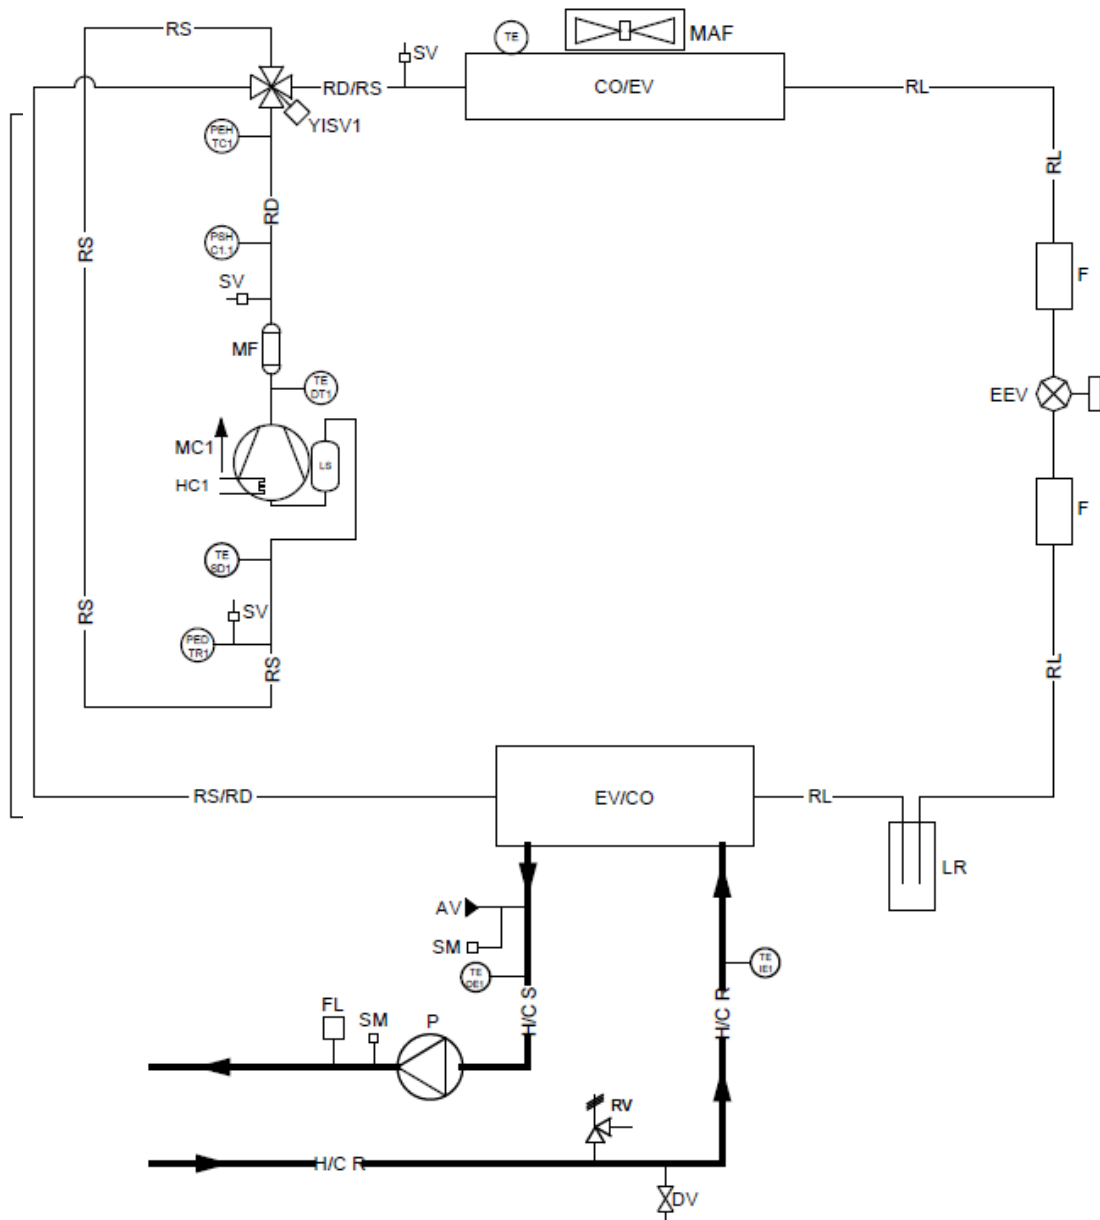 RS
TE
MAF
SV
RD/RS
CO/EV
RL
YISV1
PEH
TC1
RL
RD
PSH
C1.1
RS
F
SV
MF
TE
DT1
EEV
MC1
LS
HC1
F
TE
SD1
RS
SV
PED
TR1
RS
RL
RS/RD
EV/CO
RL
LR
AV
SM
TE
OE1
TE
IE1
H/C S
H/C R
FL
SM
P
RV
H/C R
DV